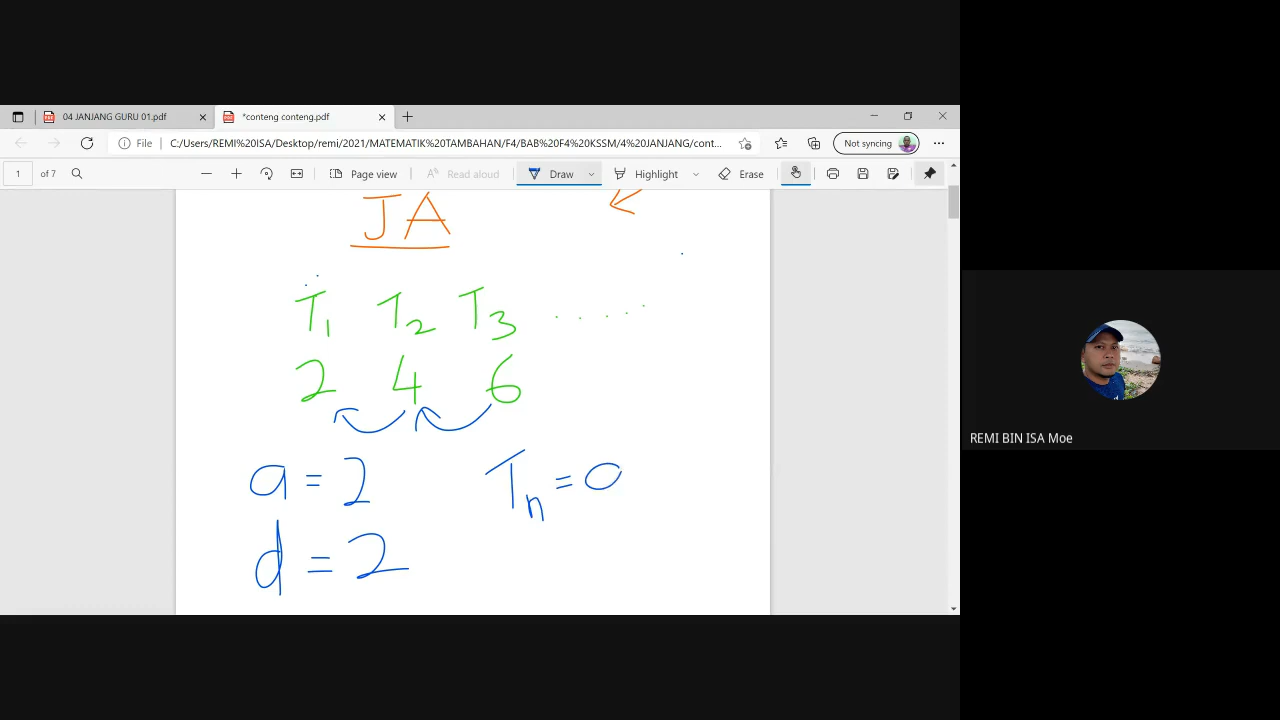 04 JANJANG GURU 01.pdf
*conteng conteng.pdf
File
C:/Users/REMI%20ISA/Desktop/remi/2021/MATEMATIK%20TAMBAHAN/F4/BAB%20F4%20KSSM/4%20JANJANG/cont...
Not syncing
1 of 7
Page view
Read aloud
Draw
Highlight
Erase
JA
T1 T2 T3 ......
2 4 6
a = 2 Tn = 0
d = 2
REMI BIN ISA Moe